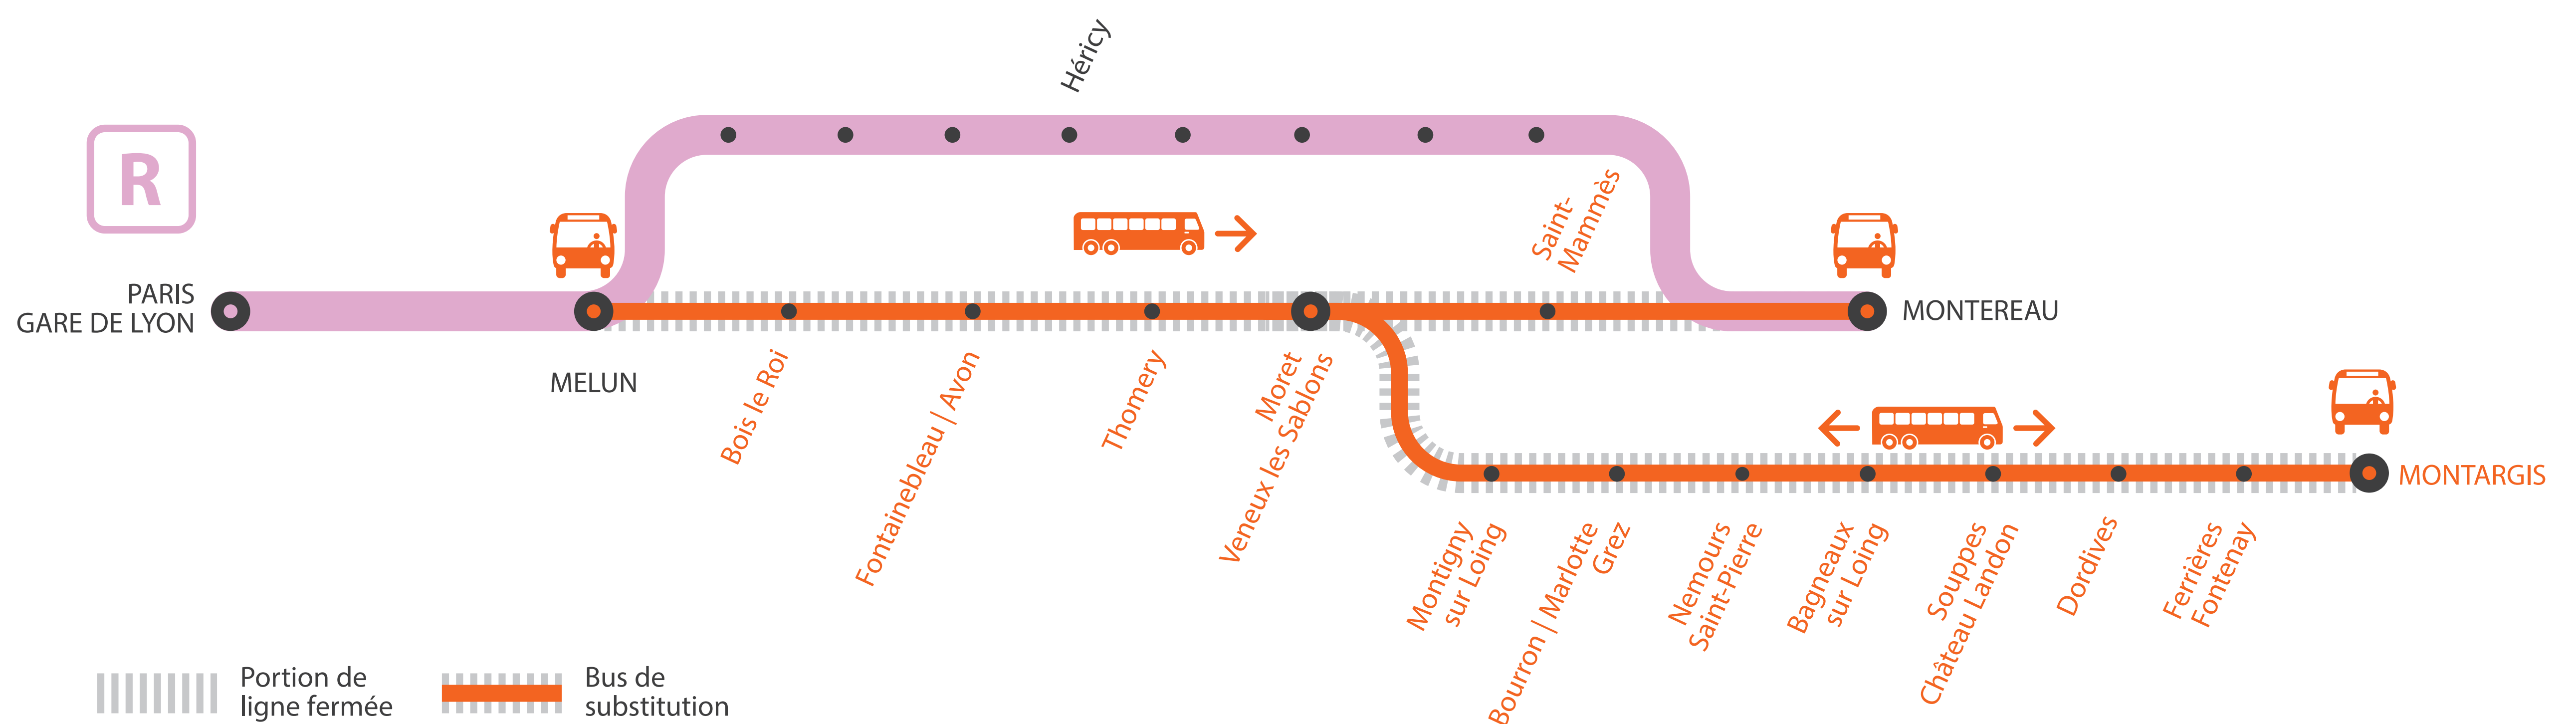 Héricy
R
Saint-
Mammès
PARIS
GARE DE LYON
MONTEREAU
MELUN
Bois le Roi
Fontainebleau | Avon
Thomery
Moret
Veneux les Sablons
MONTARGIS
Montigny
sur Loing
Bourron | Marlotte
Grez
Nemours
Saint-Pierre
Bagneaux
sur Loing
Souppes
Château Landon
Dordives
Ferrières
Fontenay
Portion de
ligne fermée
Bus de
substitution